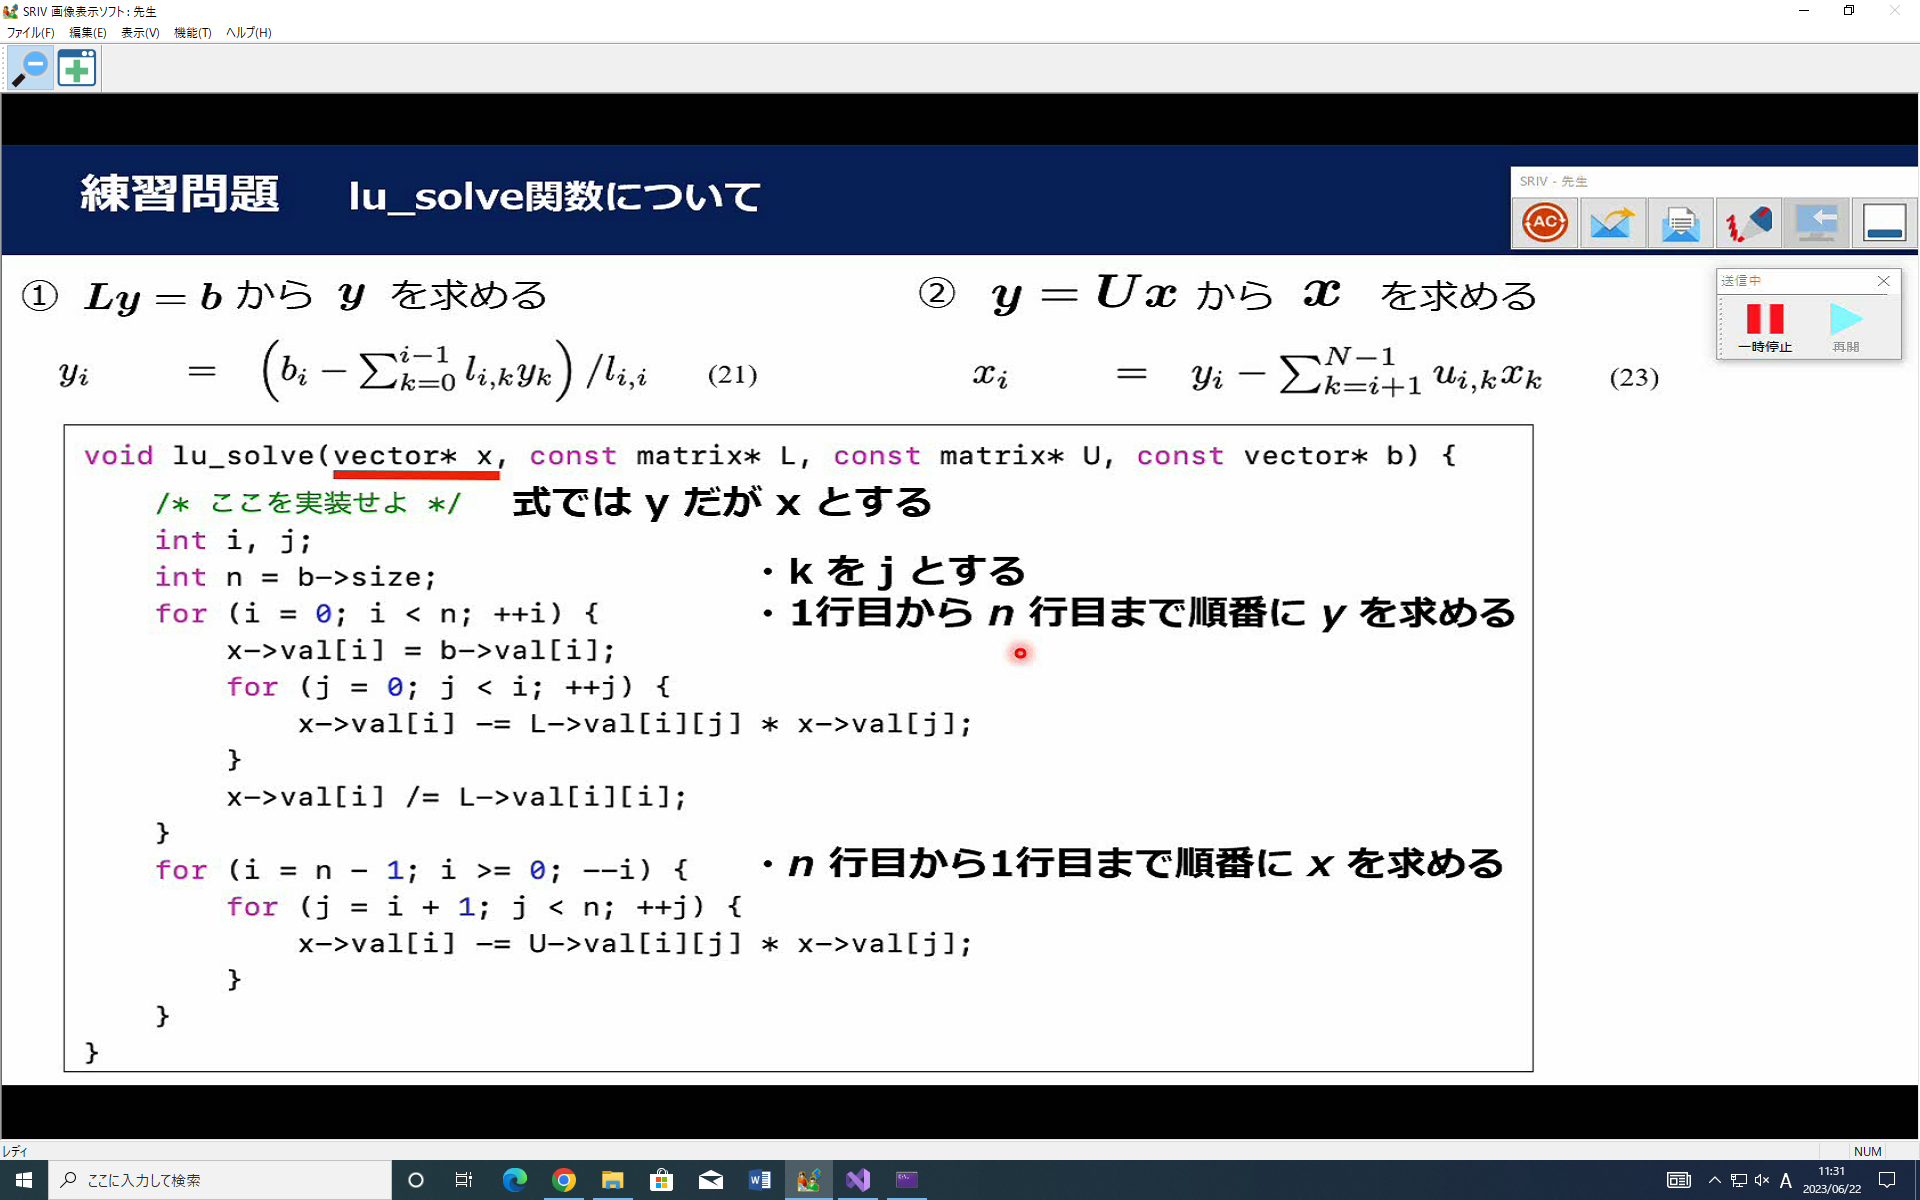 SRIV 画像表示ソフト : 先生
ファイル(F) 編集(E) 表示(V) 機能(T) ヘルプ(H)
練習問題 lu_solve関数について
SRIV - 先生
AC
送信中
一時停止 再開
① Ly = b から y を求める
② y = Ux から x を求める
y_i = (b_i − ∑_{k=0}^{i−1} l_{i,k}y_k) /l_{i,i} (21)
x_i = y_i − ∑_{k=i+1}^{N−1} u_{i,k}x_k (23)
void lu_solve(vector* x, const matrix* L, const matrix* U, const vector* b) {
/* ここを実装せよ */ 式では y だが x とする
int i, j;
int n = b->size; ・k を j とする
for (i = 0; i < n; ++i) { ・1行目から n 行目まで順番に y を求める
x->val[i] = b->val[i];
for (j = 0; j < i; ++j) {
x->val[i] -= L->val[i][j] * x->val[j];
}
x->val[i] /= L->val[i][i];
}
for (i = n - 1; i >= 0; --i) { ・n 行目から1行目まで順番に x を求める
for (j = i + 1; j < n; ++j) {
x->val[i] -= U->val[i][j] * x->val[j];
}
}
}
レディ
NUM
ここに入力して検索
A
11:31
2023/06/22